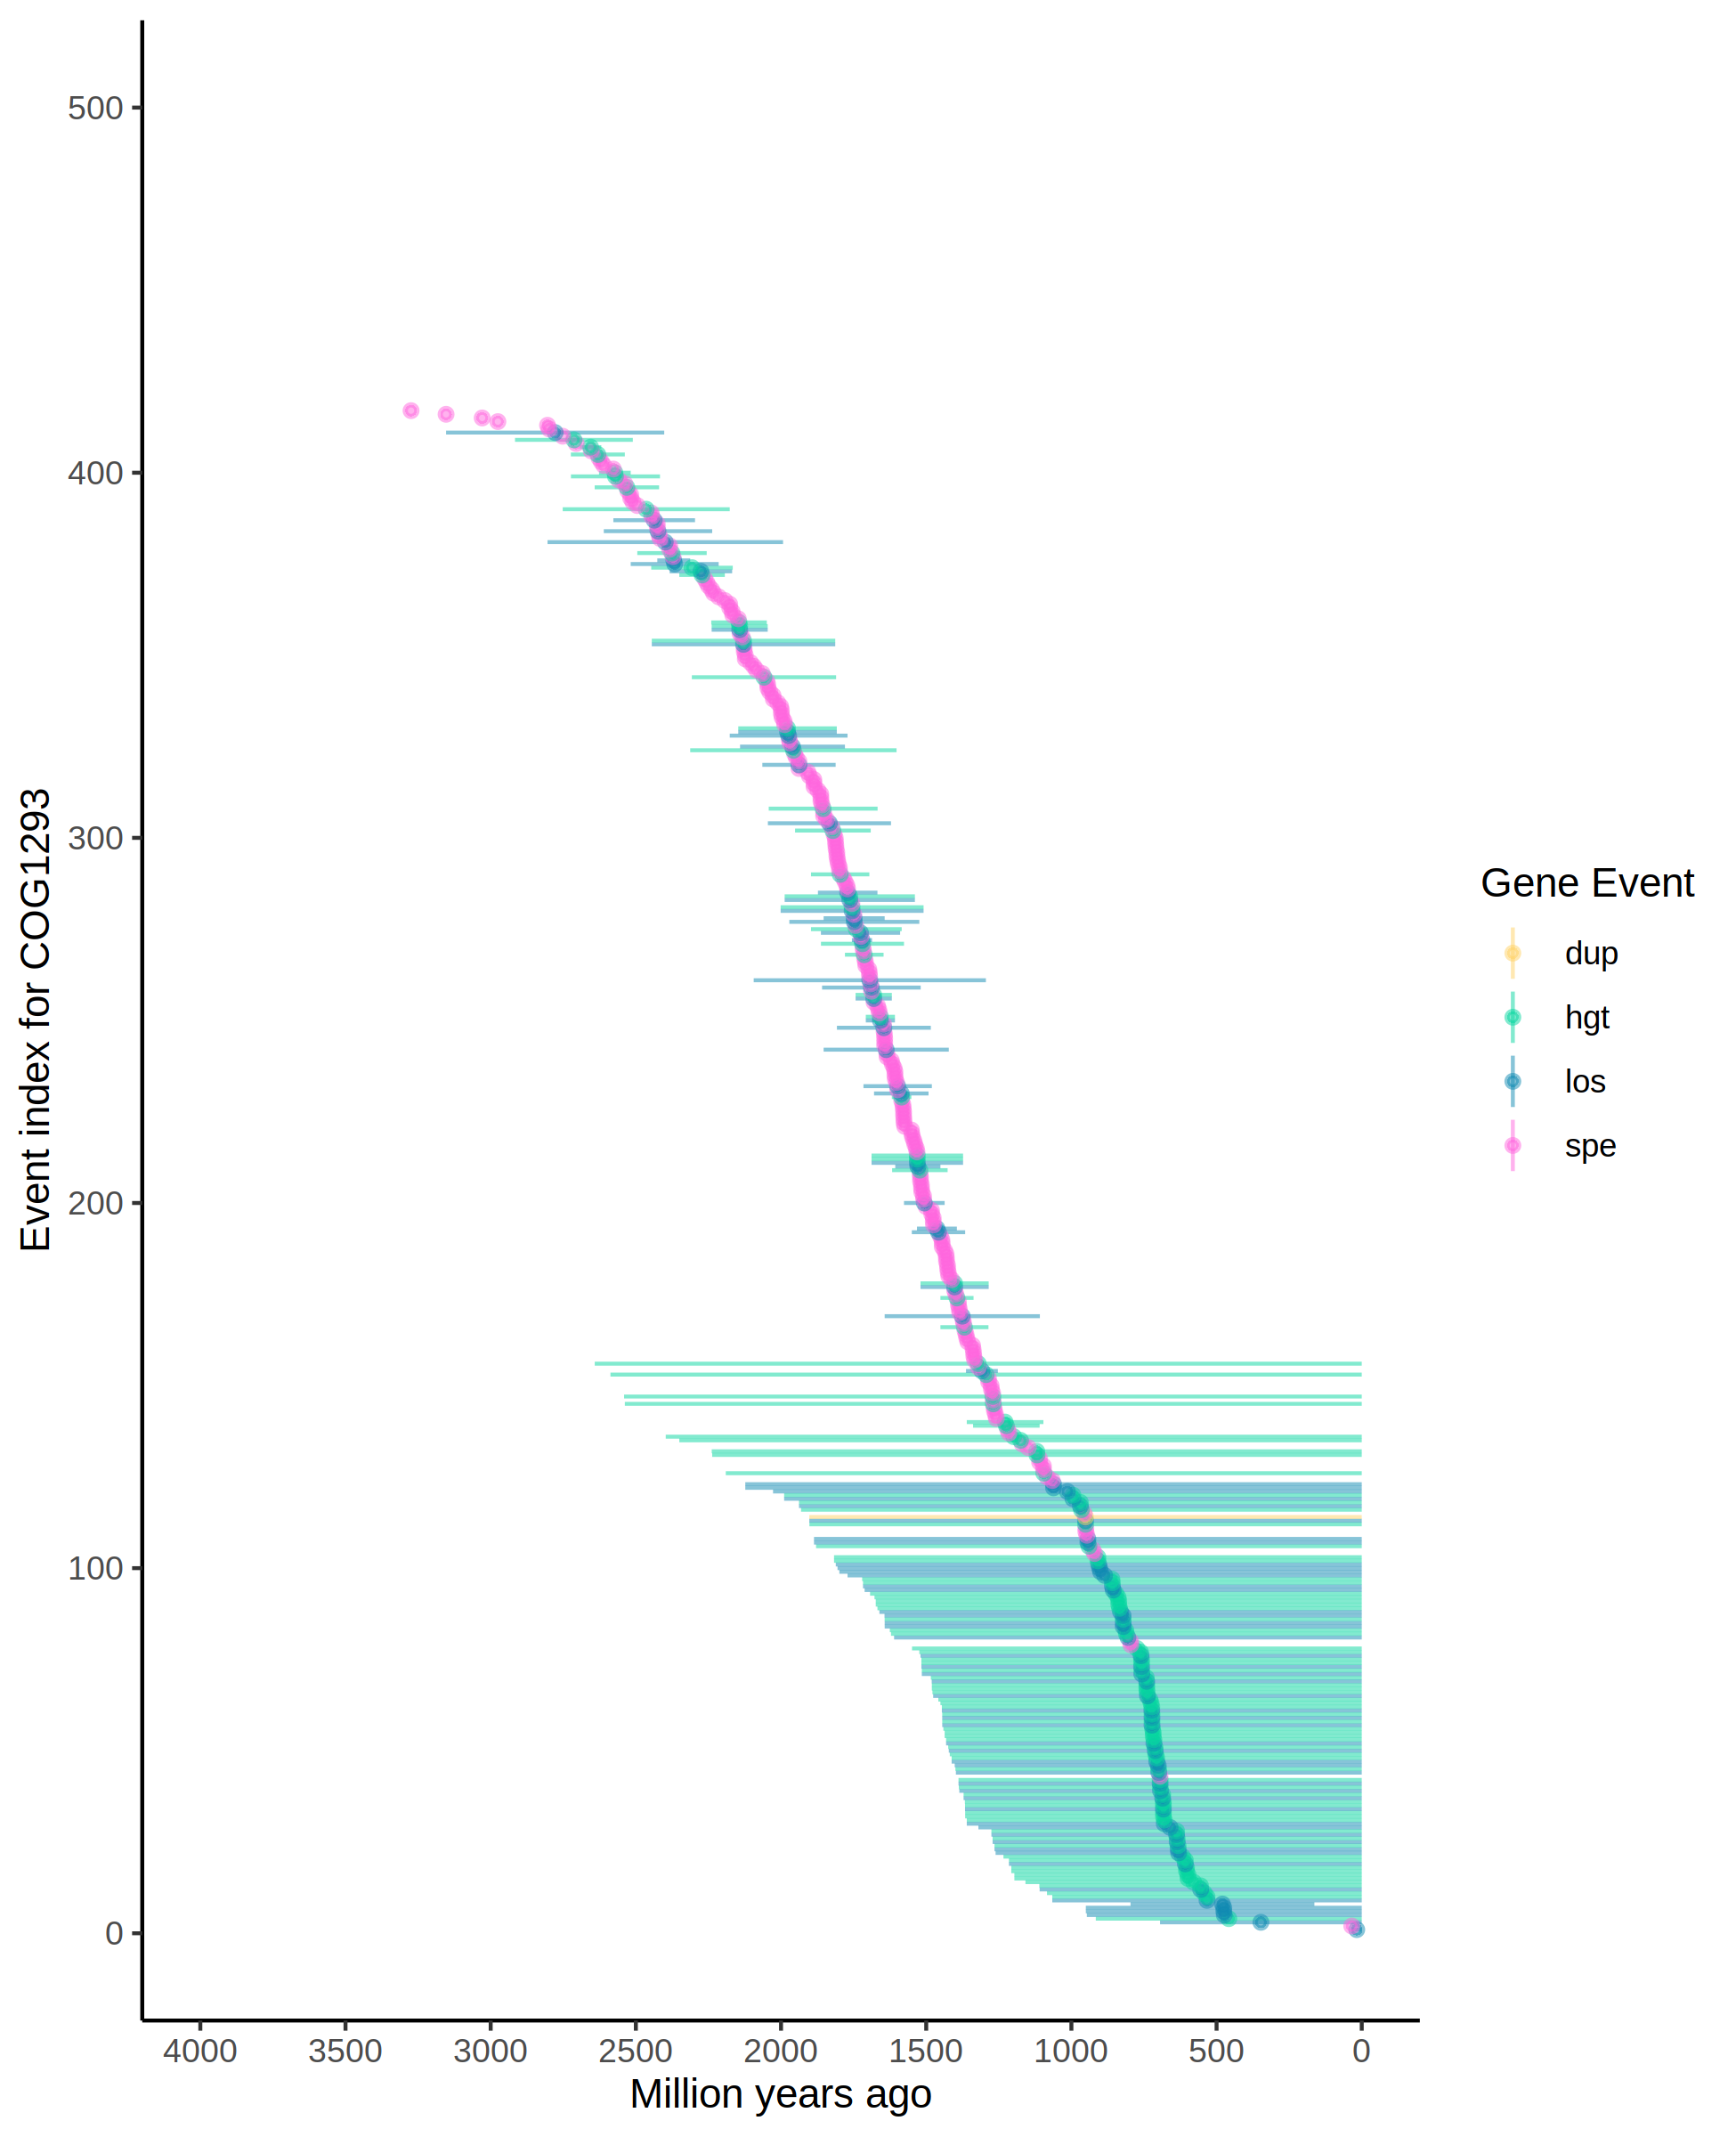 500
400
300
200
100
0
Event index for COG1293
4000 3500 3000 2500 2000 1500 1000 500 0
Million years ago
Gene Event
dup
hgt
los
spe